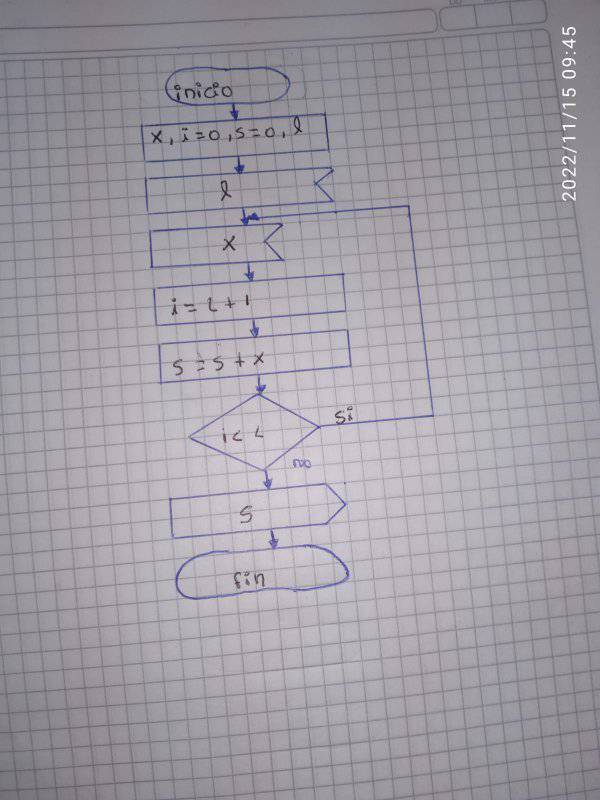 inicio
x, i=0, s=0, l
l
x
i = i + 1
s = s + x
i < L
si
no
S
fin
2022/11/15 09:45